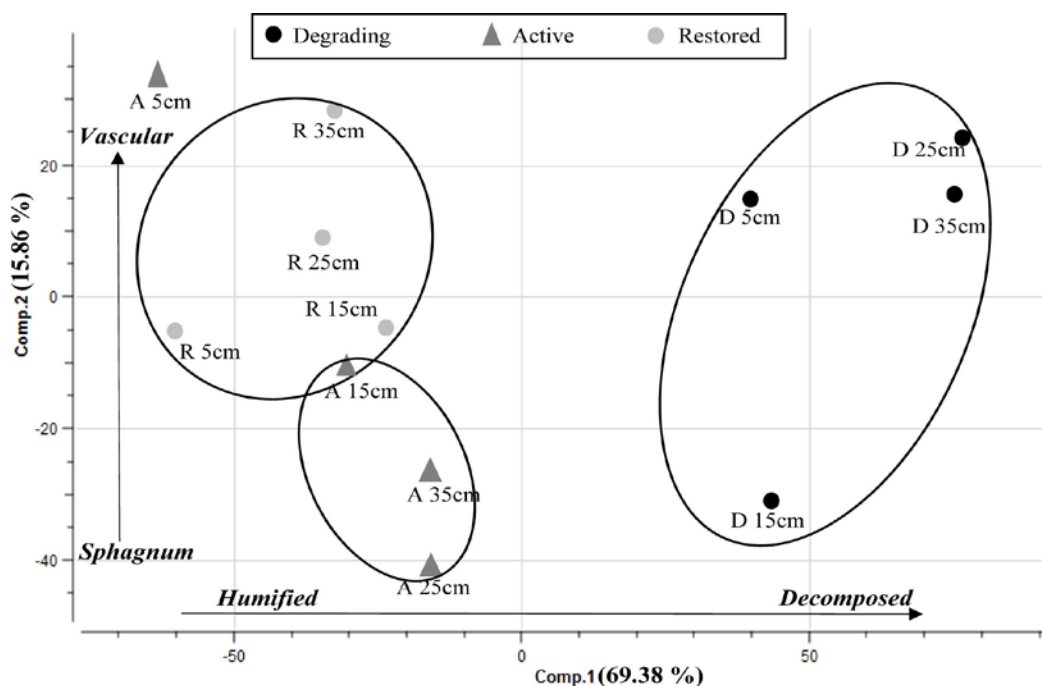 Degrading Active Restored
A 5cm
R 35cm
Vascular
D 25cm
20
D 5cm
D 35cm
R 25cm
Comp.2 (15.86 %)
0
R 15cm
R 5cm
A 15cm
-20
A 35cm
D 15cm
Sphagnum
-40
A 25cm
Humified
Decomposed
-50 0 50
Comp.1 (69.38 %)